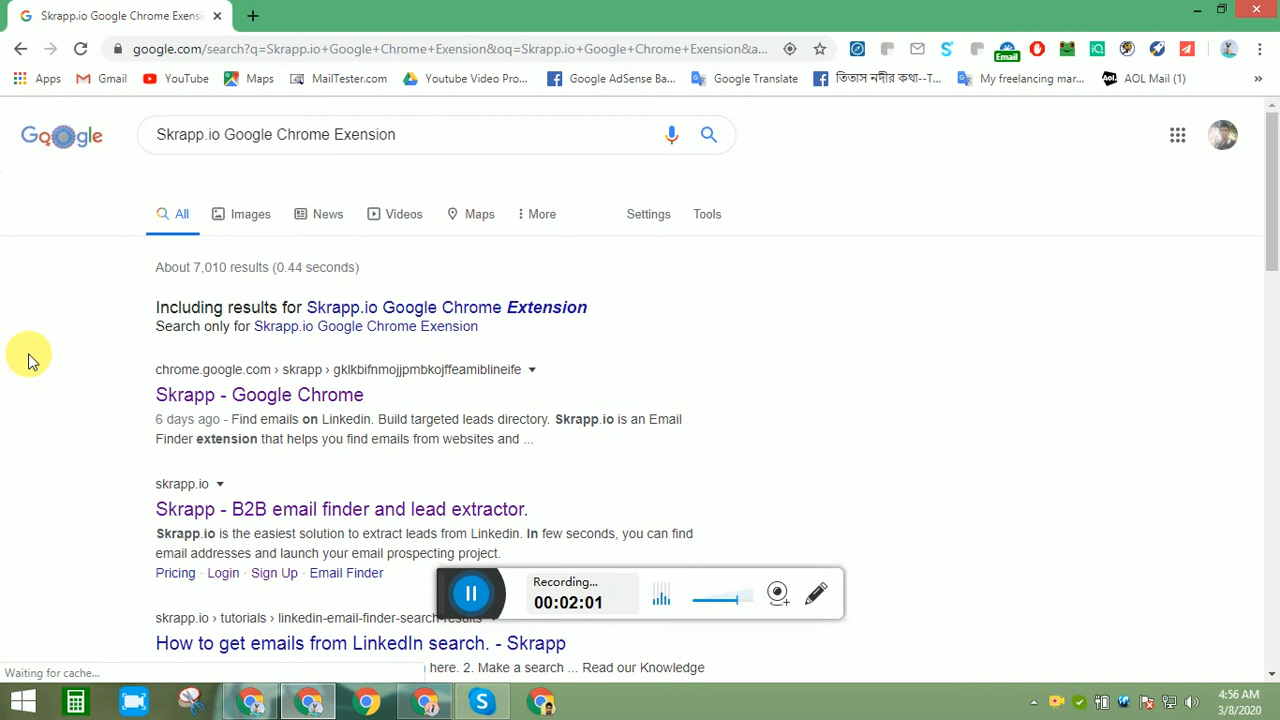 Skrapp.io Google Chrome Exens
google.com/search?q=Skrapp.io+Google+Chrome+Exension&oq=Skrapp.io+Google+Chrome+Exension&a...
Email
Apps
Gmail
YouTube
Maps
MailTester.com
Youtube Video Pro...
Google AdSense Ba...
Google Translate
তিতাস নদীর কথা--T...
My freelancing mar...
Aol.
AOL Mail (1)
»
Google
Skrapp.io Google Chrome Exension
All
Images
News
Videos
Maps
More
Settings
Tools
About 7,010 results (0.44 seconds)
Including results for Skrapp.io Google Chrome Extension
Search only for Skrapp.io Google Chrome Exension
chrome.google.com › skrapp › gklkbifnmojjpmbkojffeamiblineife
Skrapp - Google Chrome
6 days ago - Find emails on Linkedin. Build targeted leads directory. Skrapp.io is an Email
Finder extension that helps you find emails from websites and ...
skrapp.io
Skrapp - B2B email finder and lead extractor.
Skrapp.io is the easiest solution to extract leads from Linkedin. In few seconds, you can find
email addresses and launch your email prospecting project.
Pricing · Login · Sign Up · Email Finder
Recording...
00:02:01
skrapp.io › tutorials › linkedin-email-finder-search-results
How to get emails from LinkedIn search. - Skrapp
here. 2. Make a search ... Read our Knowledge
Waiting for cache...
4:56 AM
3/8/2020